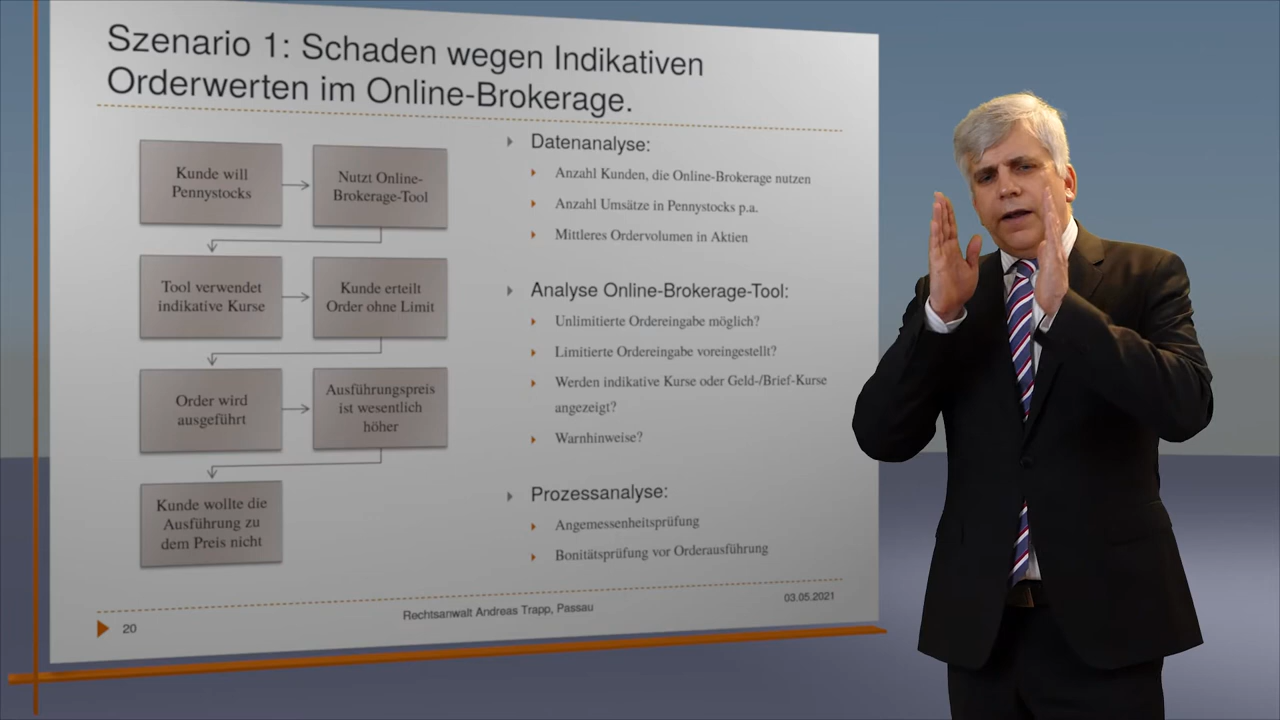 Szenario 1: Schaden wegen Indikativen
Orderwerten im Online-Brokerage.
Kunde will
Pennystocks
Nutzt Online-
Brokerage-Tool
Tool verwendet
indikative Kurse
Kunde erteilt
Order ohne Limit
Order wird
ausgeführt
Ausführungspreis
ist wesentlich
höher
Kunde wollte die
Ausführung zu
dem Preis nicht
Datenanalyse:
Anzahl Kunden, die Online-Brokerage nutzen
Anzahl Umsätze in Pennystocks p.a.
Mittleres Ordervolumen in Aktien
Analyse Online-Brokerage-Tool:
Unlimitierte Ordereingabe möglich?
Limitierte Ordereingabe voreingestellt?
Werden indikative Kurse oder Geld-/Brief-Kurse
angezeigt?
Warnhinweise?
Prozessanalyse:
Angemessenheitsprüfung
Bonitätsprüfung vor Orderausführung
20
Rechtsanwalt Andreas Trapp, Passau
03.05.2021